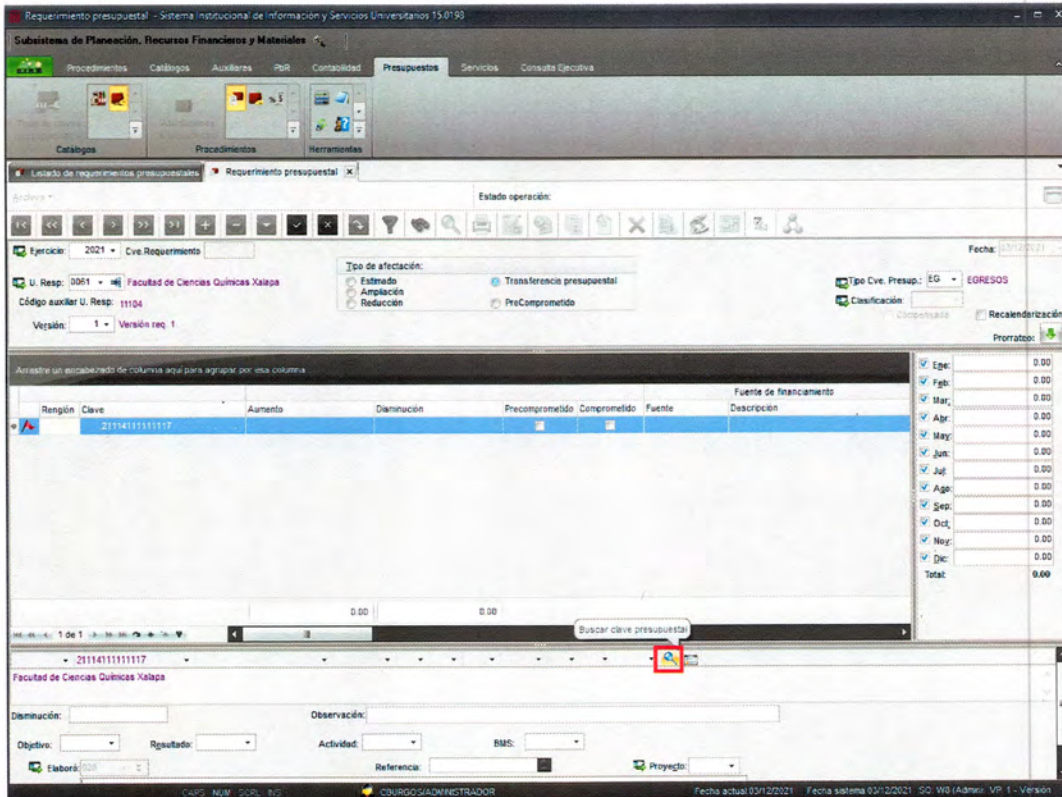 Requerimiento presupuestal - Sistema Institucional de Información y Servicios Universitarios 15.0198
Subsistema de Planeación, Recursos Financieros y Materiales
Procedimientos Catálogos Auxiliares PbR Contabilidad Presupuestos Servicios Consulta Ejecutiva
Catálogos Procedimientos Herramientas
Listado de requerimientos presupuestales Requerimiento presupuestal
Archivo Estado operación:
Ejercicio: 2021 Cve.Requerimiento Fecha: 03/12/2021
Tipo de afectación:
U. Resp: 0061 Facultad de Ciencias Químicas Xalapa Estimado Transferencia presupuestal Tipo Cve. Presup.: EG EGRESOS
Ampliación
Código auxiliar U. Resp: 11104 Reducción PreComprometido Clasificación:
Compensada Recalendarización
Versión: 1 Versión req. 1
Prorrateo:
Arrastre un encabezado de columna aquí para agrupar por esa columna
Fuente de financiamiento
Renglón Clave Aumento Disminución Precomprometido Comprometido Fuente Descripción
21114111111117
Ene: 0.00
Feb: 0.00
Mar: 0.00
Abr: 0.00
May: 0.00
Jun: 0.00
Jul: 0.00
Ago: 0.00
Sep: 0.00
Oct: 0.00
Nov: 0.00
Dic: 0.00
Total: 0.00
0.00 0.00
1 de 1
Buscar clave presupuestal
21114111111117
Facultad de Ciencias Químicas Xalapa
Disminución: Observación:
Objetivo: Resultado: Actividad: BMS:
Elaboró: Referencia: Proyecto:
CAPS NUM SCRL INS CBURGOS/ADMINISTRADOR Fecha actual:03/12/2021 Fecha sistema 03/12/2021